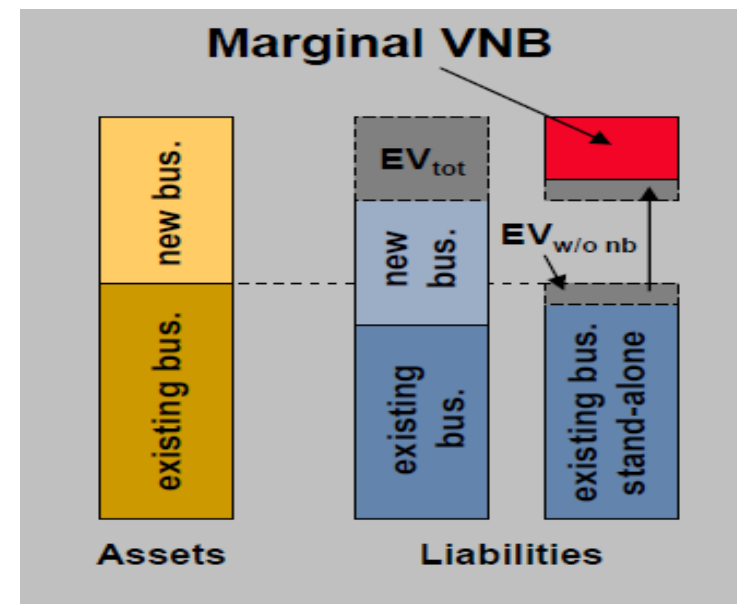 Marginal VNB
new bus.
existing bus.
EVtot
new
bus.
existing
bus.
EVw/o nb
existing bus.
stand-alone
Assets
Liabilities